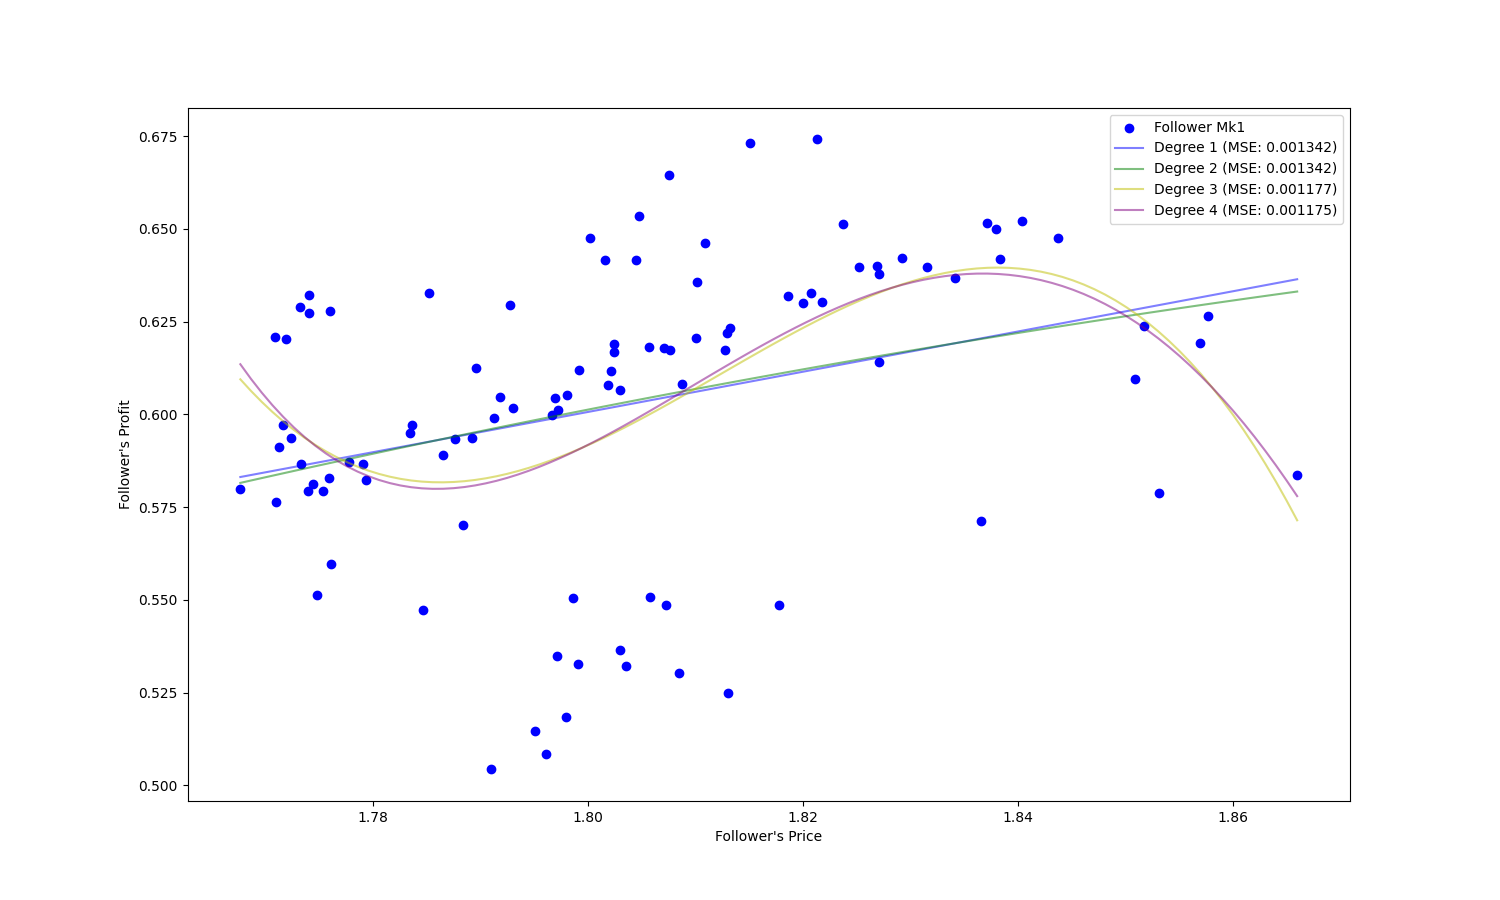 0.675
0.650
0.625
0.600
0.575
0.550
0.525
0.500
Follower's Profit
1.78 1.80 1.82 1.84 1.86
Follower's Price
Follower Mk1
Degree 1 (MSE: 0.001342)
Degree 2 (MSE: 0.001342)
Degree 3 (MSE: 0.001177)
Degree 4 (MSE: 0.001175)